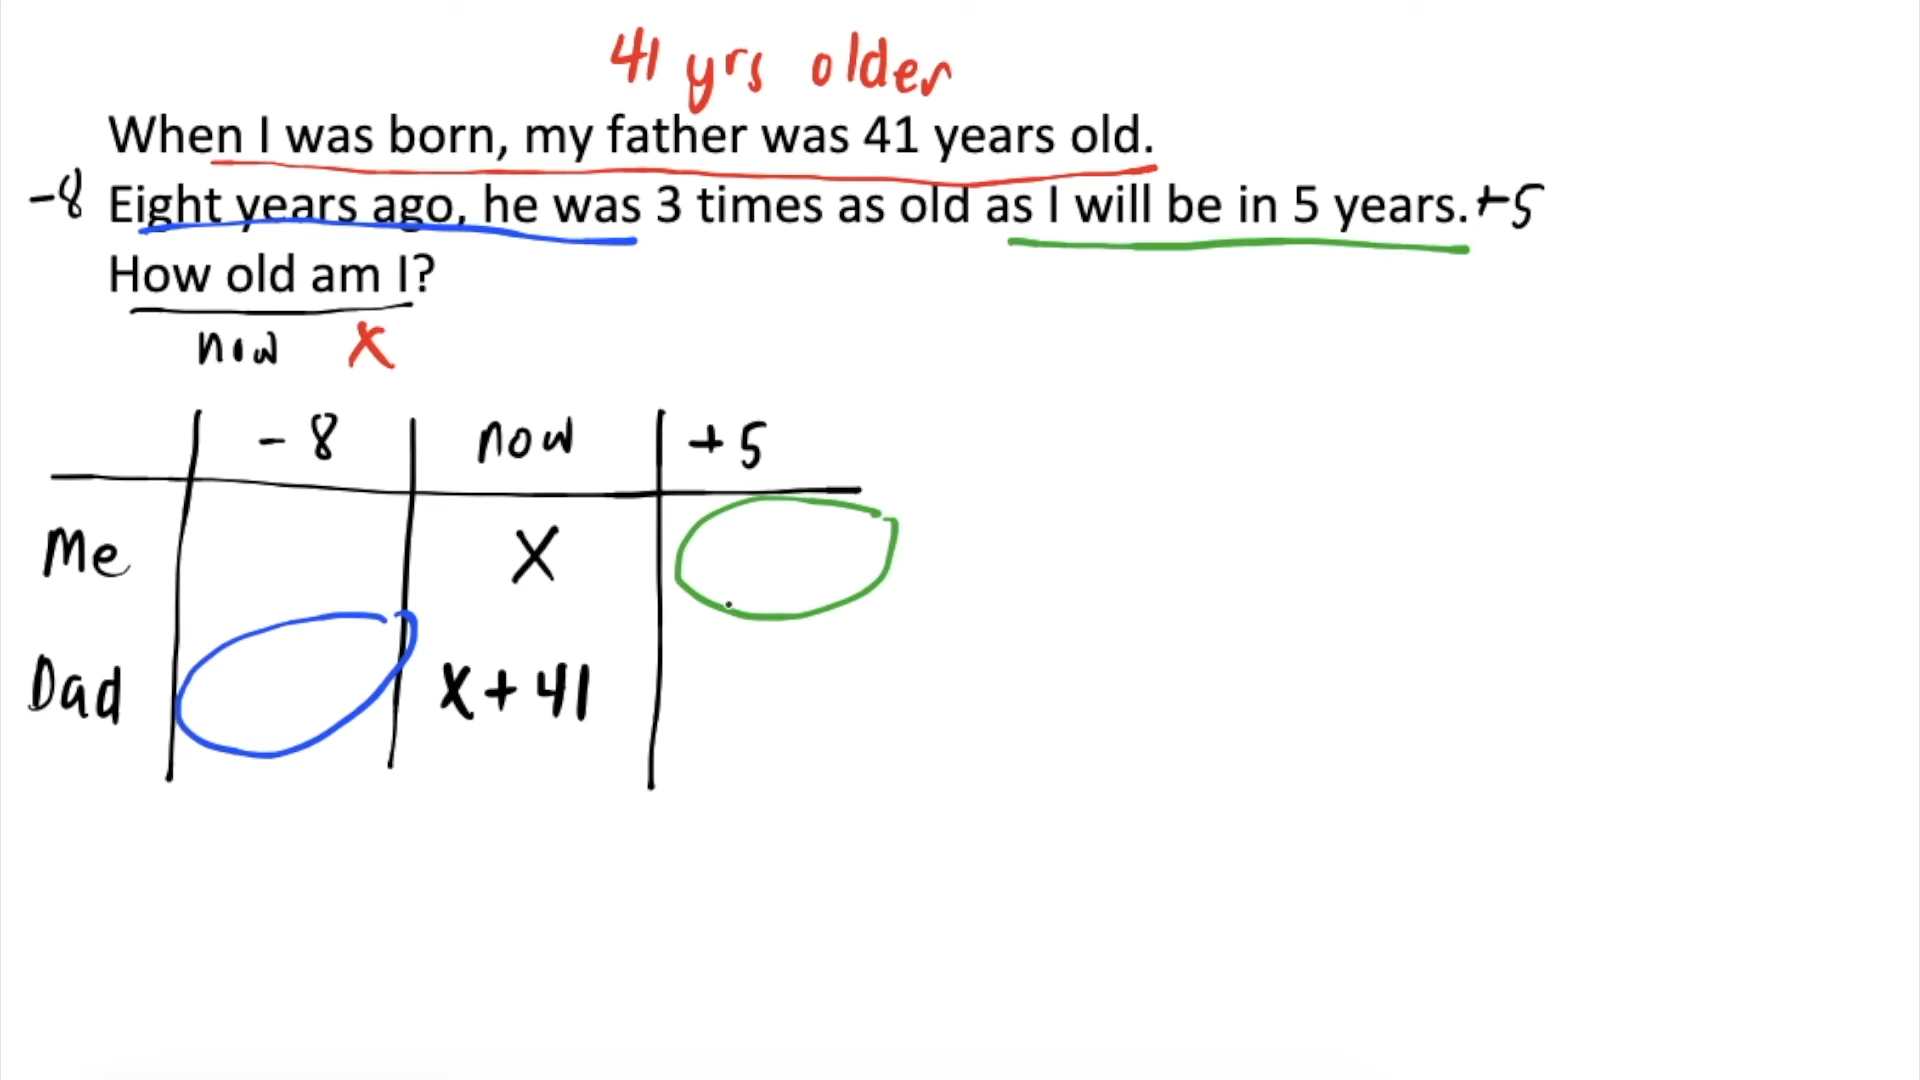 41 yrs older
When I was born, my father was 41 years old.
-8 Eight years ago, he was 3 times as old as I will be in 5 years. +5
How old am I?
now x
-8 now +5
Me x
Dad x+41